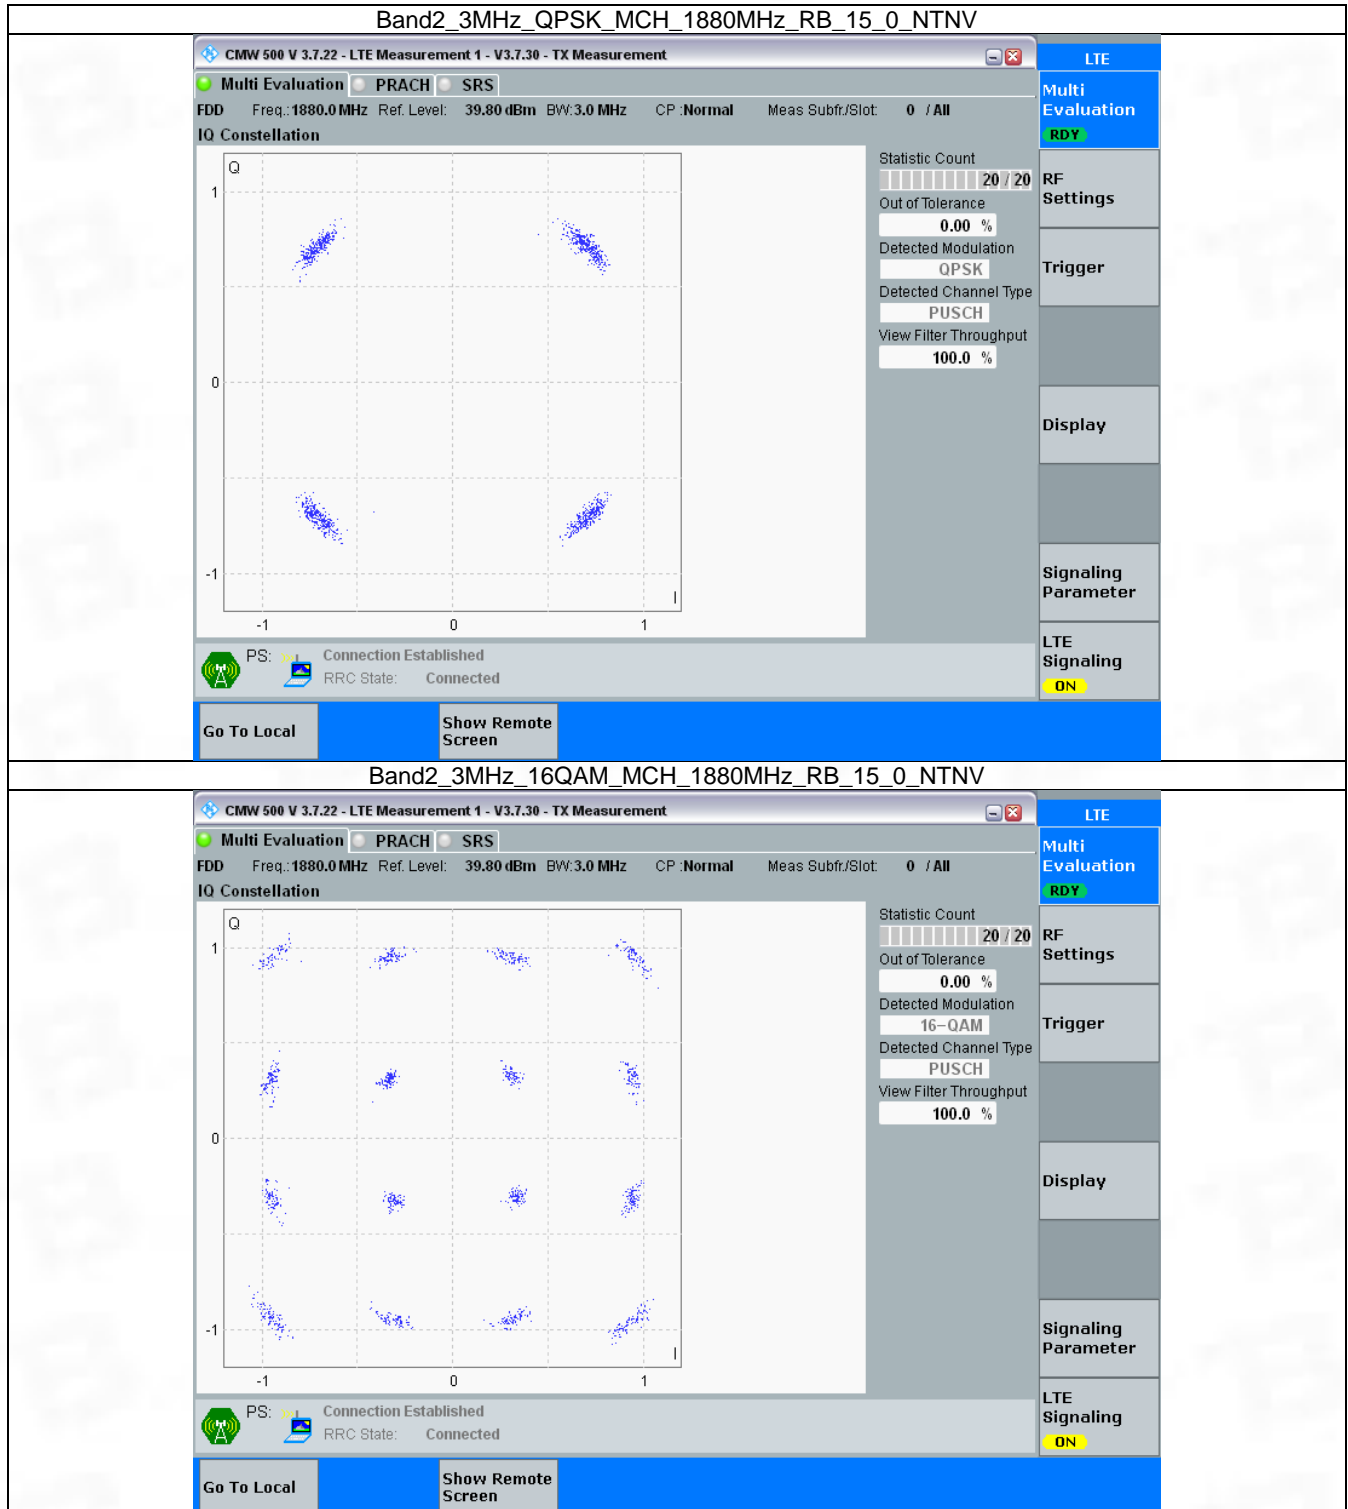 Band2_3MHz_QPSK_MCH_1880MHz_RB_15_0_NTNV
CMW 500 V 3.7.22 - LTE Measurement 1 - V3.7.30 - TX Measurement
LTE
Multi Evaluation PRACH SRS
Multi
Evaluation
RDY
FDD Freq.: 1880.0 MHz Ref. Level: 39.80 dBm BW: 3.0 MHz CP : Normal Meas Subfr./Slot: 0 / All
IQ Constellation
Q
1
0
-1
I
-1 0 1
Statistic Count
20 / 20
Out of Tolerance
0.00 %
Detected Modulation
QPSK
Detected Channel Type
PUSCH
View Filter Throughput
100.0 %
RF
Settings
Trigger
Display
Signaling
Parameter
LTE
Signaling
ON
PS: Connection Established
RRC State: Connected
Go To Local
Show Remote
Screen
Band2_3MHz_16QAM_MCH_1880MHz_RB_15_0_NTNV
CMW 500 V 3.7.22 - LTE Measurement 1 - V3.7.30 - TX Measurement
LTE
Multi Evaluation PRACH SRS
Multi
Evaluation
RDY
FDD Freq.: 1880.0 MHz Ref. Level: 39.80 dBm BW: 3.0 MHz CP : Normal Meas Subfr./Slot: 0 / All
IQ Constellation
Q
1
0
-1
I
-1 0 1
Statistic Count
20 / 20
Out of Tolerance
0.00 %
Detected Modulation
16-QAM
Detected Channel Type
PUSCH
View Filter Throughput
100.0 %
RF
Settings
Trigger
Display
Signaling
Parameter
LTE
Signaling
ON
PS: Connection Established
RRC State: Connected
Go To Local
Show Remote
Screen